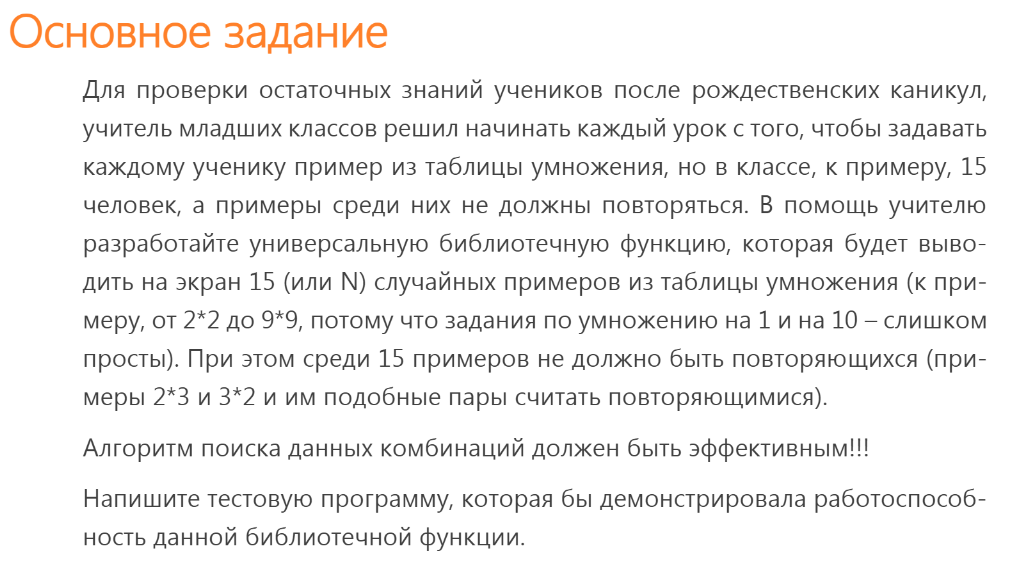 Основное задание
Для проверки остаточных знаний учеников после рождественских каникул,
учитель младших классов решил начинать каждый урок с того, чтобы задавать
каждому ученику пример из таблицы умножения, но в классе, к примеру, 15
человек, а примеры среди них не должны повторяться. В помощь учителю
разработайте универсальную библиотечную функцию, которая будет выво-
дить на экран 15 (или N) случайных примеров из таблицы умножения (к при-
меру, от 2*2 до 9*9, потому что задания по умножению на 1 и на 10 – слишком
просты). При этом среди 15 примеров не должно быть повторяющихся (при-
меры 2*3 и 3*2 и им подобные пары считать повторяющимися).
Алгоритм поиска данных комбинаций должен быть эффективным!!!
Напишите тестовую программу, которая бы демонстрировала работоспособ-
ность данной библиотечной функции.